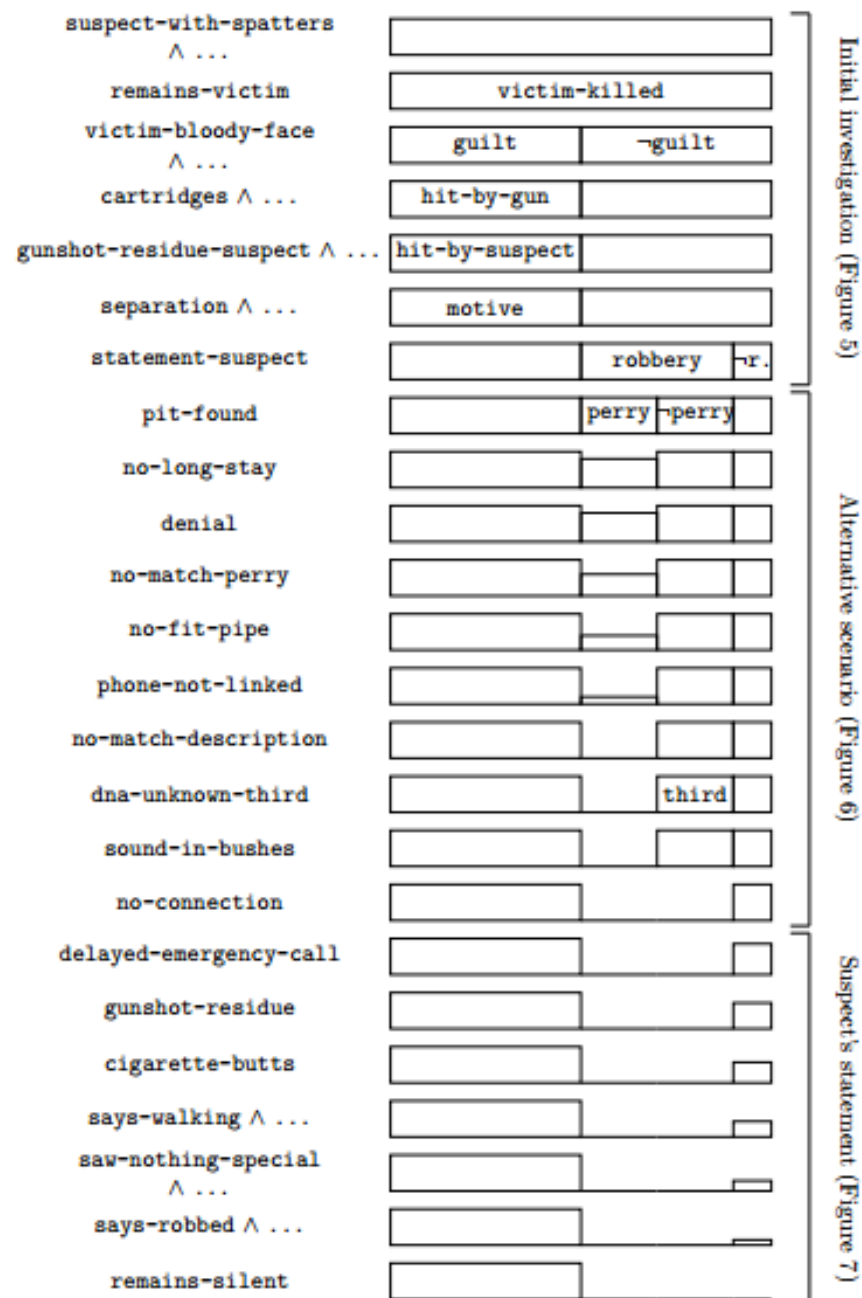 suspect-with-spatters
∧ ...
remains-victim
victim-killed
victim-bloody-face
∧ ...
guilt
¬guilt
cartridges ∧ ...
hit-by-gun
gunshot-residue-suspect ∧ ...
hit-by-suspect
separation ∧ ...
motive
statement-suspect
robbery
¬r.
Initial investigation (Figure 5)
pit-found
perry
¬perry
no-long-stay
denial
no-match-perry
no-fit-pipe
phone-not-linked
no-match-description
dna-unknown-third
third
sound-in-bushes
no-connection
Alternative scenario (Figure 6)
delayed-emergency-call
gunshot-residue
cigarette-butts
says-walking ∧ ...
saw-nothing-special
∧ ...
says-robbed ∧ ...
remains-silent
Suspect's statement (Figure 7)